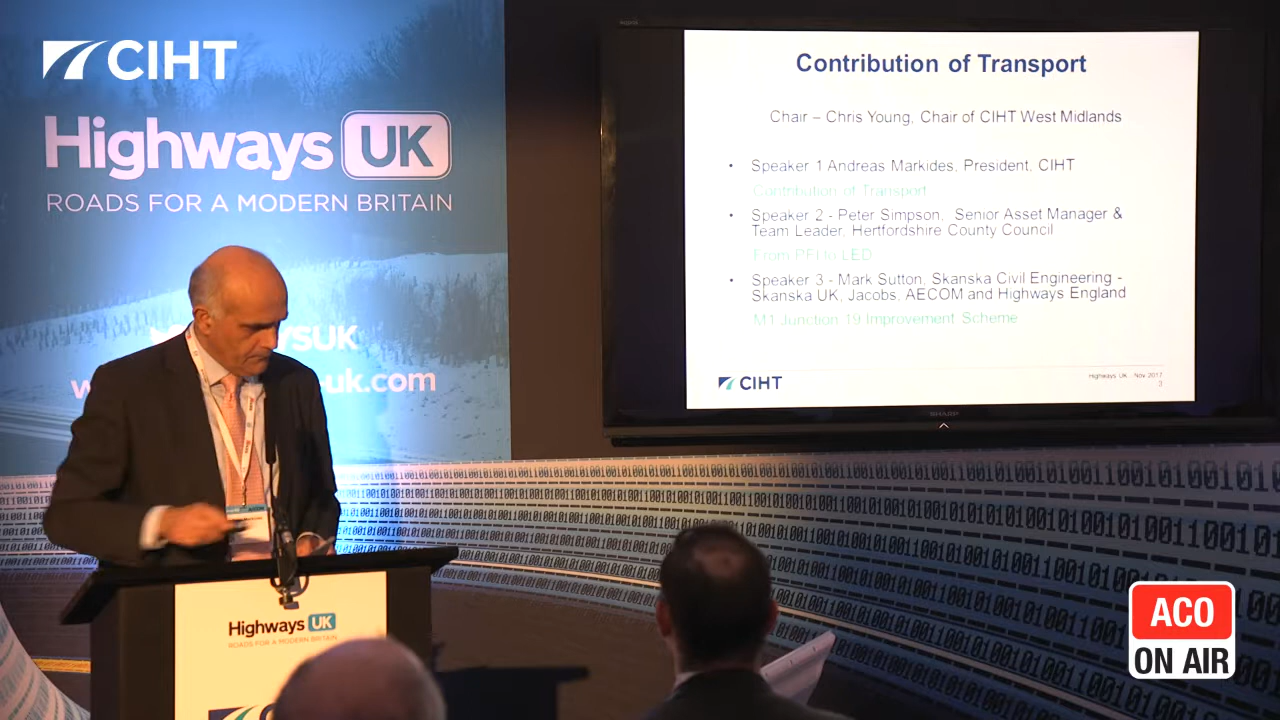 CIHT
Highways UK
ROADS FOR A MODERN BRITAIN
YSUK
-uk.com
Contribution of Transport
Chair – Chris Young, Chair of CIHT West Midlands
• Speaker 1 Andreas Markides, President, CIHT
Contribution of Transport
• Speaker 2 - Peter Simpson, Senior Asset Manager &
Team Leader, Hertfordshire County Council
From PFI to LED
• Speaker 3 - Mark Sutton, Skanska Civil Engineering -
Skanska UK, Jacobs, AECOM and Highways England
M1 Junction 19 Improvement Scheme
CIHT
Highways UK - Nov 2017
3
SHARP
Highways UK
ROADS FOR A MODERN BRITAIN
ACO
ON AIR